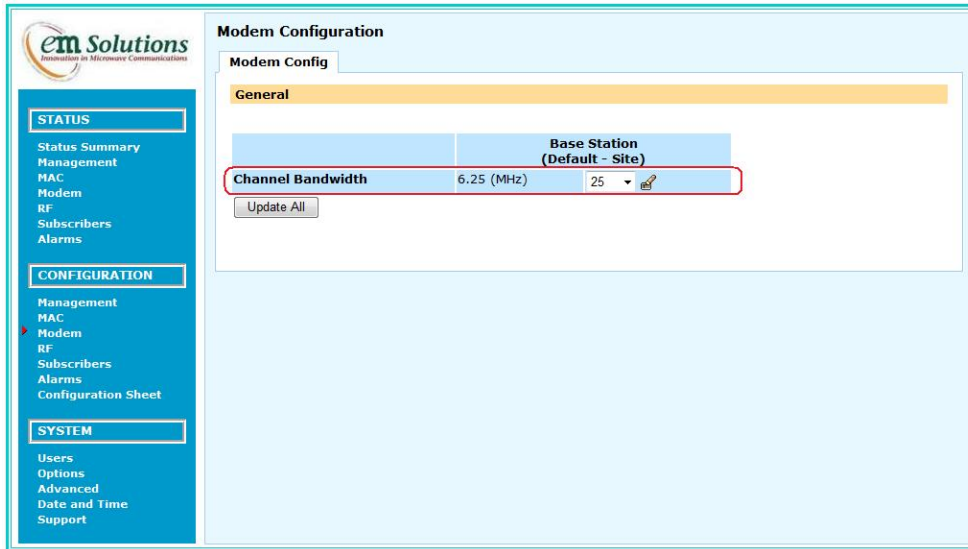 em Solutions
Innovation in Microwave Communications
STATUS
Status Summary
Management
MAC
Modem
RF
Subscribers
Alarms
CONFIGURATION
Management
MAC
Modem
RF
Subscribers
Alarms
Configuration Sheet
SYSTEM
Users
Options
Advanced
Date and Time
Support
Modem Configuration
Modem Config
General
Base Station
(Default - Site)
Channel Bandwidth 6.25 (MHz) 25
Update All